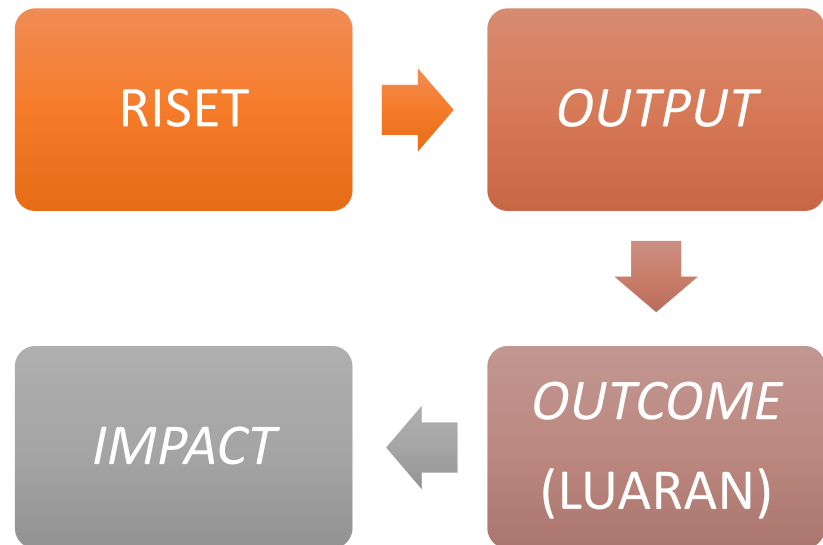 RISET
OUTPUT
OUTCOME
(LUARAN)
IMPACT